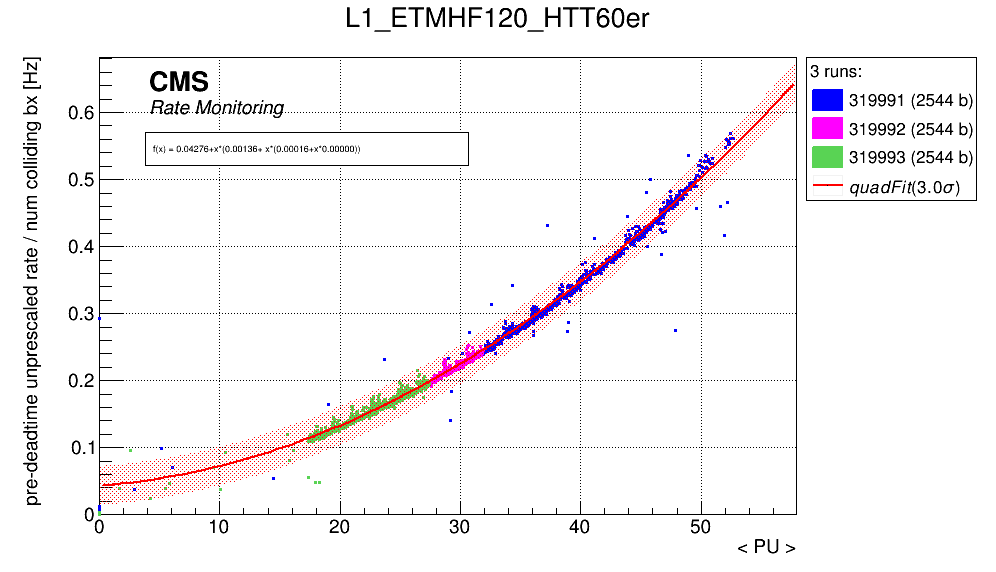 L1_ETMHF120_HTT60er
pre-deadtime unprescaled rate / num colliding bx [Hz]
CMS
Rate Monitoring
f(x) = 0.04276+x*(0.00136+ x*(0.00016+x*0.00000))
3 runs:
319991 (2544 b)
319992 (2544 b)
319993 (2544 b)
quadFit(3.0σ)
0.6
0.5
0.4
0.3
0.2
0.1
0
0 10 20 30 40 50
< PU >